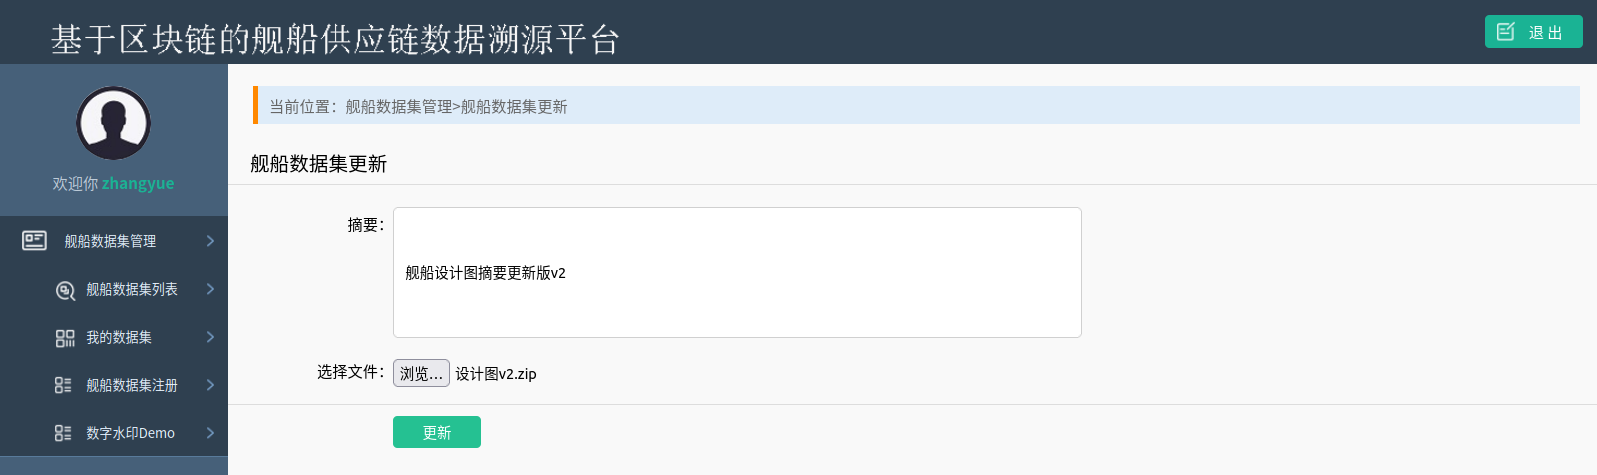 基于区块链的舰船供应链数据溯源平台
退 出
当前位置：舰船数据集管理>舰船数据集更新
欢迎你 zhangyue
舰船数据集管理
舰船数据集列表
我的数据集
舰船数据集注册
数字水印Demo
舰船数据集更新
摘要：
舰船设计图摘要更新版v2
选择文件： 浏览... 设计图v2.zip
更新